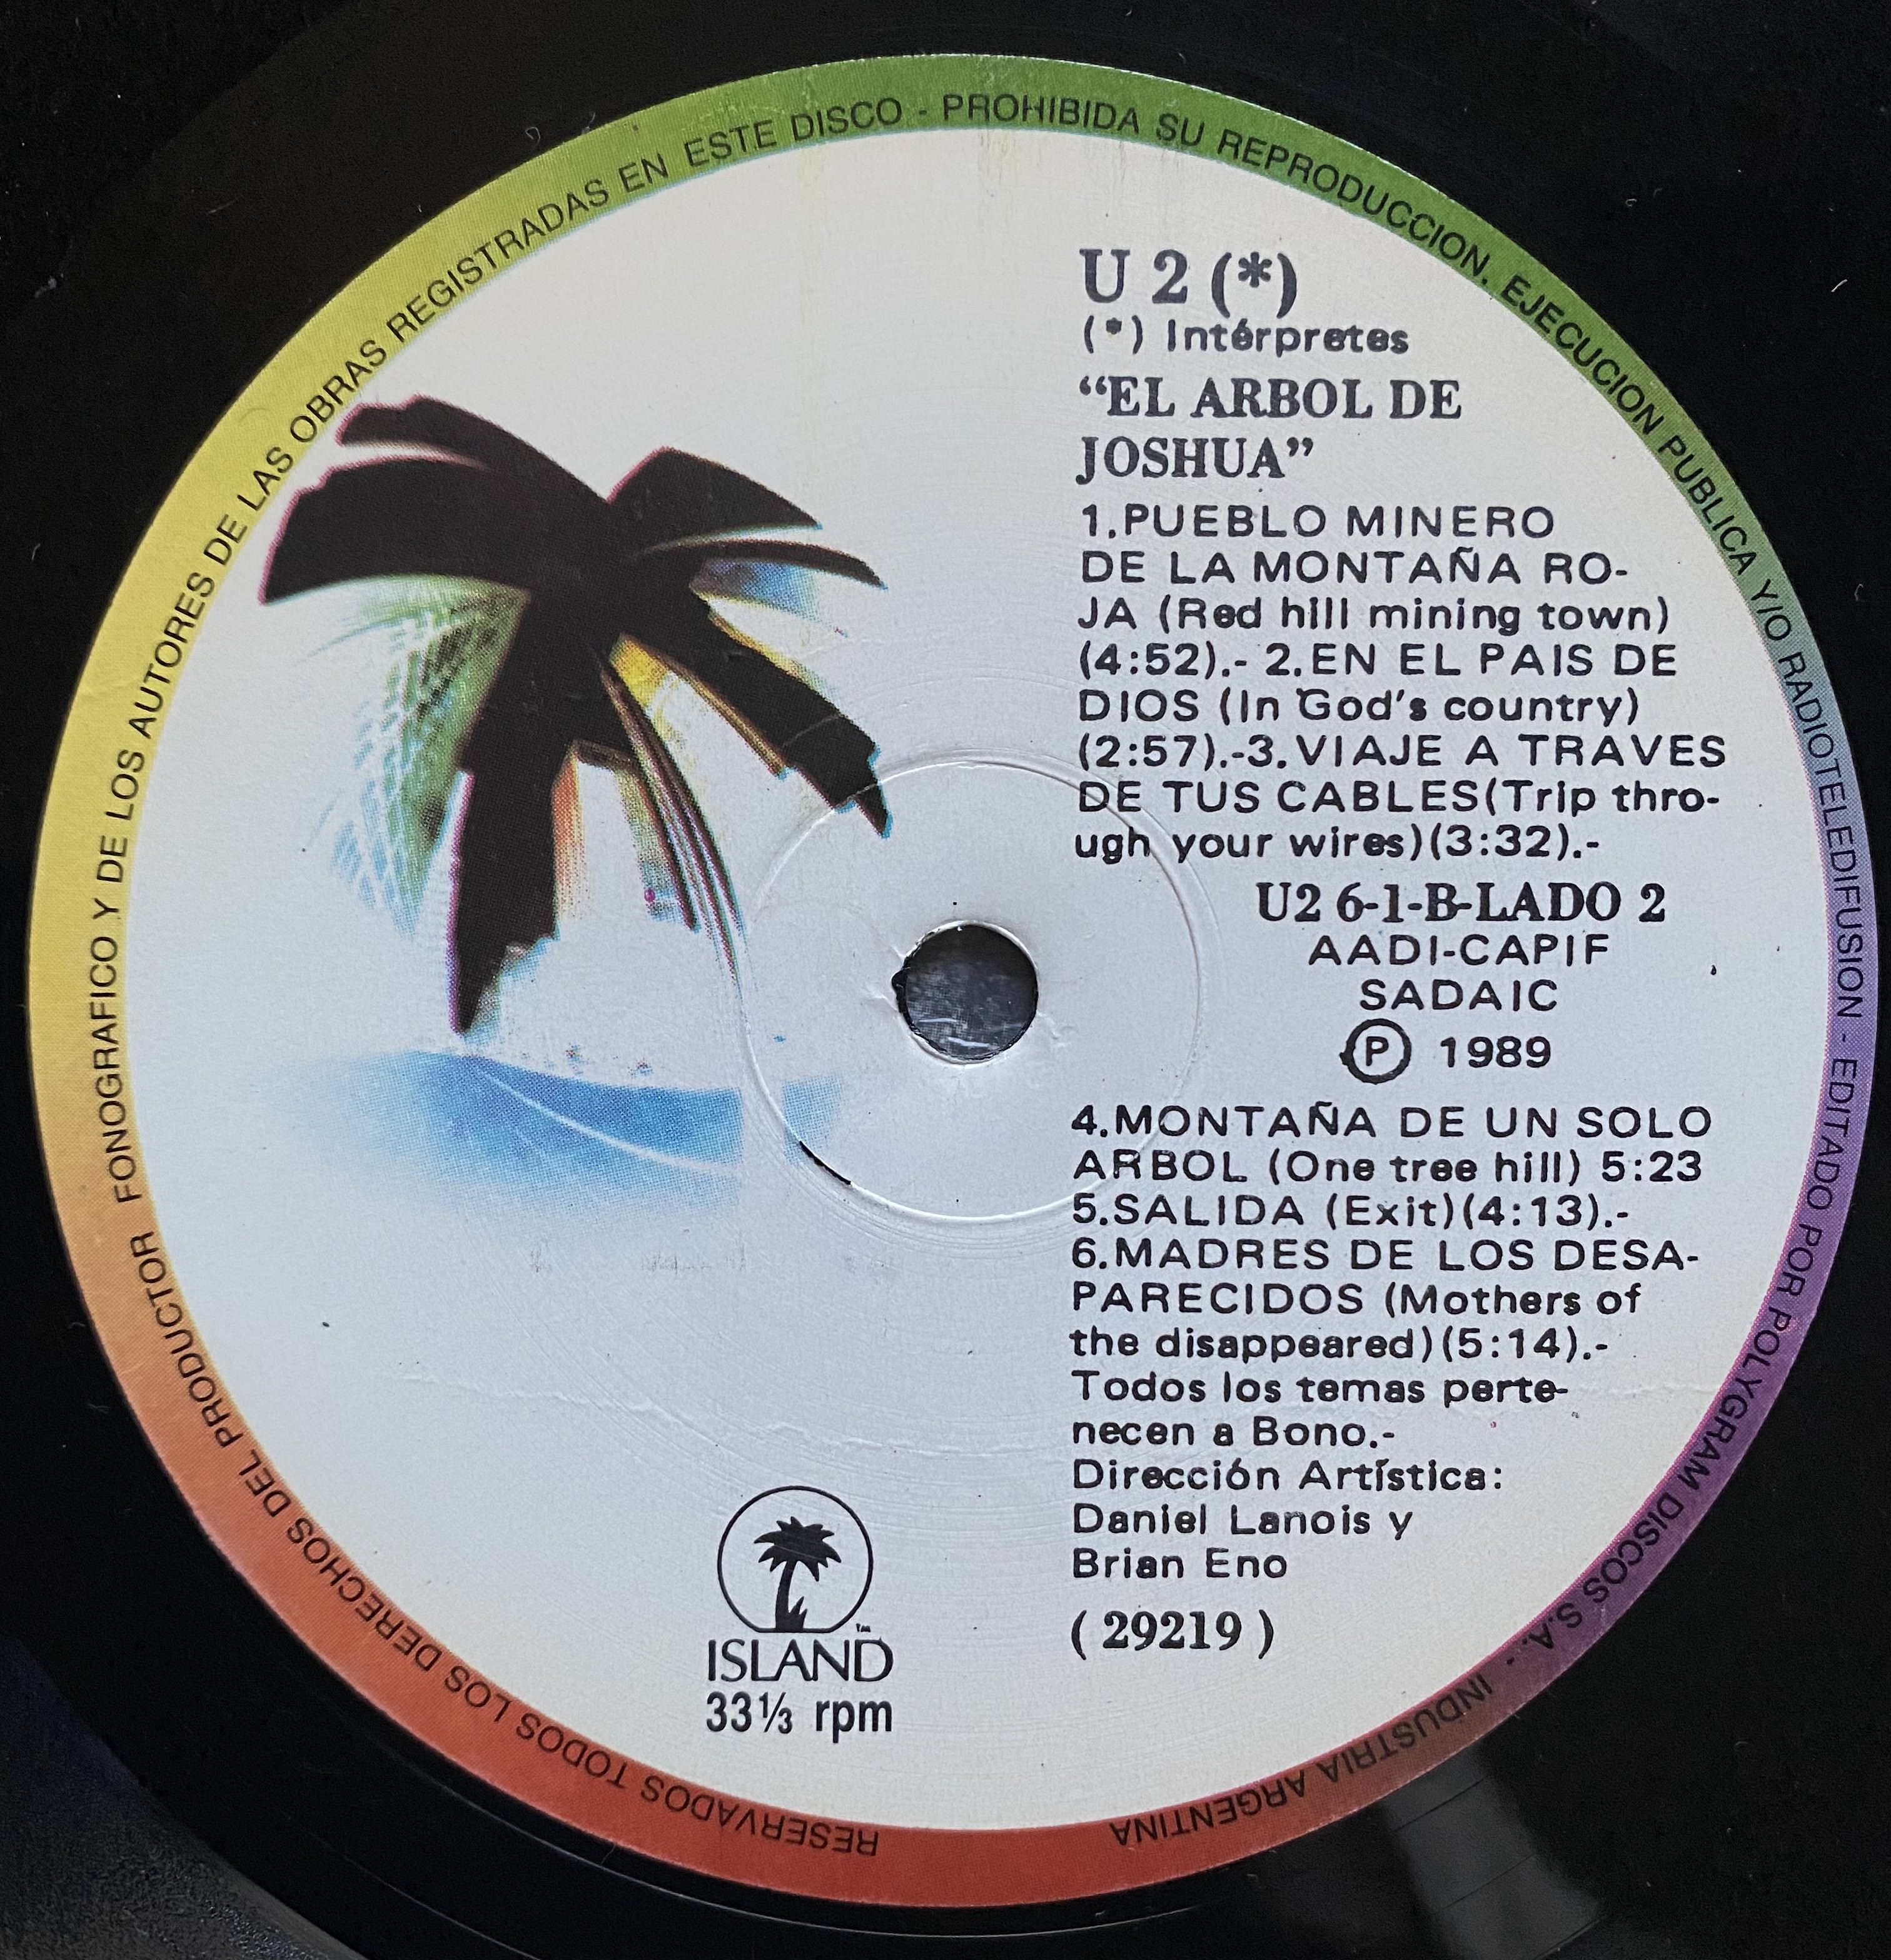 RESERVADOS TODOS LOS DERECHOS DEL PRODUCTOR FONOGRAFICO Y DE LOS AUTORES DE LAS OBRAS REGISTRADAS EN ESTE DISCO - PROHIBIDA SU REPRODUCCION. EJECUCION PUBLICA Y/O RADIOTELEDIFUSION - EDITADO POR POLYGRAM DISCOS S.A. - INDUSTRIA ARGENTINA
U 2 (*)
(*) Intérpretes
“EL ARBOL DE
JOSHUA”
1.PUEBLO MINERO
DE LA MONTAÑA RO-
JA (Red hill mining town)
(4:52).- 2.EN EL PAIS DE
DIOS (In God's country)
(2:57).-3.VIAJE A TRAVES
DE TUS CABLES(Trip thro-
ugh your wires)(3:32).-
U2 6-1-B-LADO 2
AADI-CAPIF
SADAIC
Ⓟ 1989
4.MONTAÑA DE UN SOLO
ARBOL (One tree hill) 5:23
5.SALIDA (Exit)(4:13).-
6.MADRES DE LOS DESA-
PARECIDOS (Mothers of
the disappeared)(5:14).-
Todos los temas perte-
necen a Bono.-
Dirección Artística:
Daniel Lanois y
Brian Eno
( 29219 )
ISLAND™
33⅓ rpm